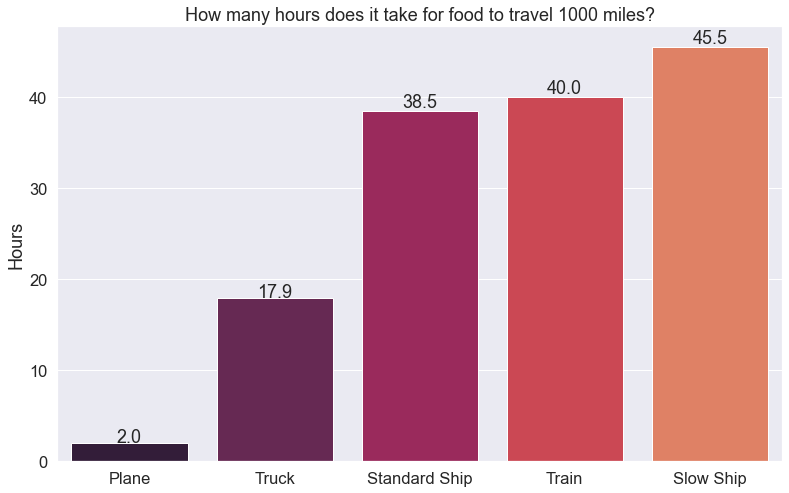 How many hours does it take for food to travel 1000 miles?
45.5
40.0
38.5
17.9
2.0
40
30
20
10
0
Hours
Plane
Truck
Standard Ship
Train
Slow Ship